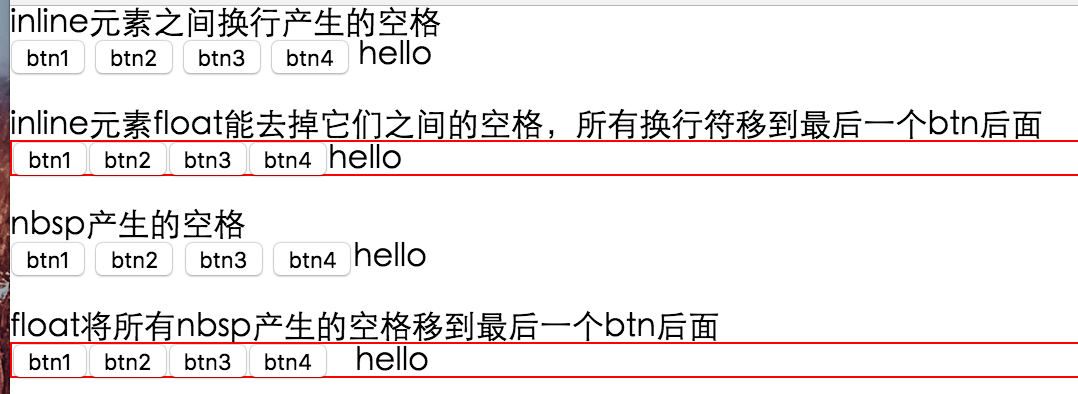 inline元素之间换行产生的空格
btn1 btn2 btn3 btn4 hello
inline元素float能去掉它们之间的空格，所有换行符移到最后一个btn后面
btn1 btn2 btn3 btn4 hello
nbsp产生的空格
btn1 btn2 btn3 btn4 hello
float将所有nbsp产生的空格移到最后一个btn后面
btn1 btn2 btn3 btn4 hello